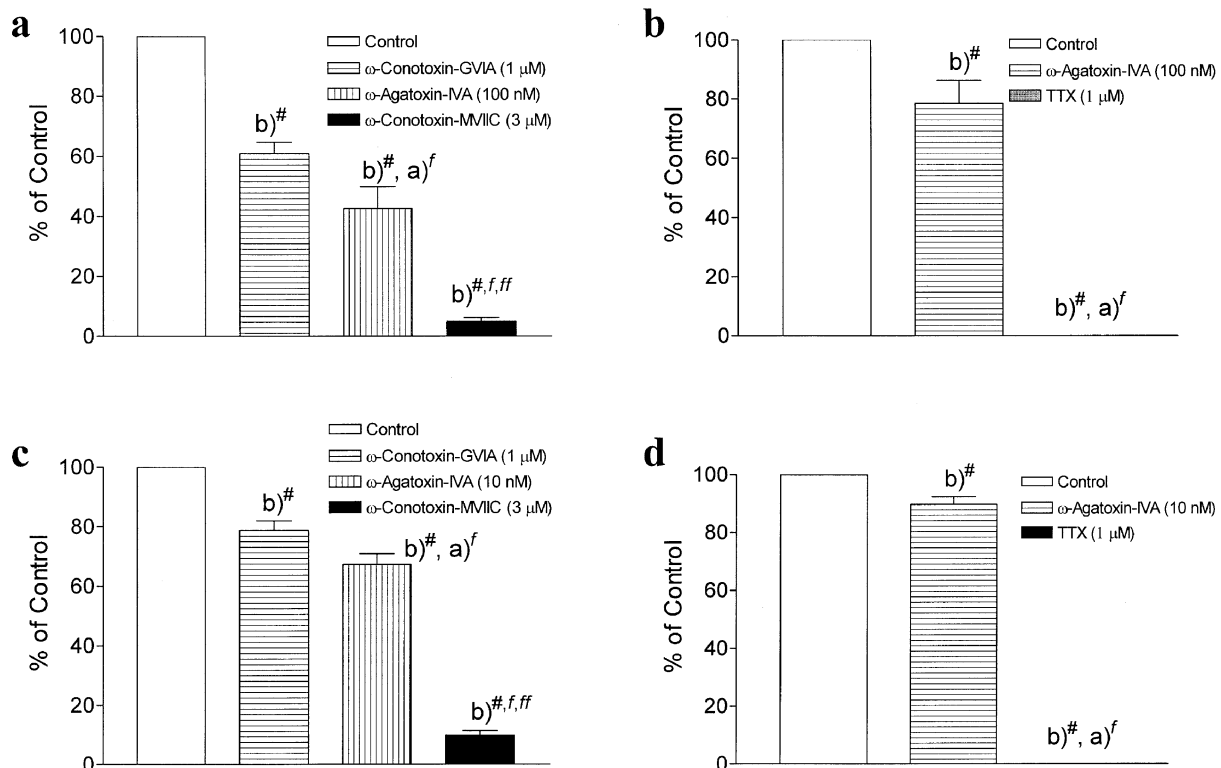 a
100
80
60
40
20
0
% of Control
Control
ω-Conotoxin-GVIA (1 μM)
ω-Agatoxin-IVA (100 nM)
ω-Conotoxin-MVIIC (3 μM)
b)#
b)#, a)f
b)#,f,ff
b
100
80
60
40
20
0
% of Control
Control
ω-Agatoxin-IVA (100 nM)
TTX (1 μM)
b)#
b)#, a)f
c
100
80
60
40
20
0
% of Control
Control
ω-Conotoxin-GVIA (1 μM)
ω-Agatoxin-IVA (10 nM)
ω-Conotoxin-MVIIC (3 μM)
b)#
b)#, a)f
b)#,f,ff
d
100
80
60
40
20
0
% of Control
Control
ω-Agatoxin-IVA (10 nM)
TTX (1 μM)
b)#
b)#, a)f